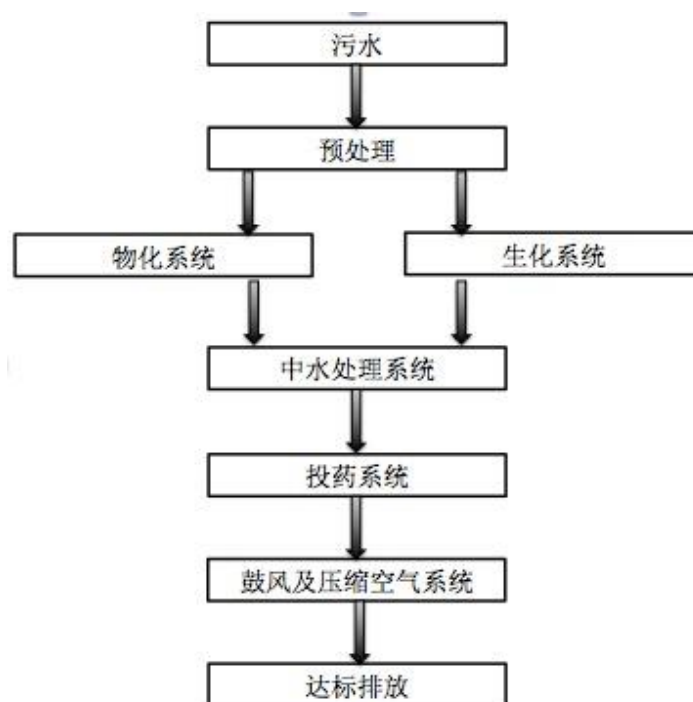 污水
预处理
物化系统
生化系统
中水处理系统
投药系统
鼓风及压缩空气系统
达标排放